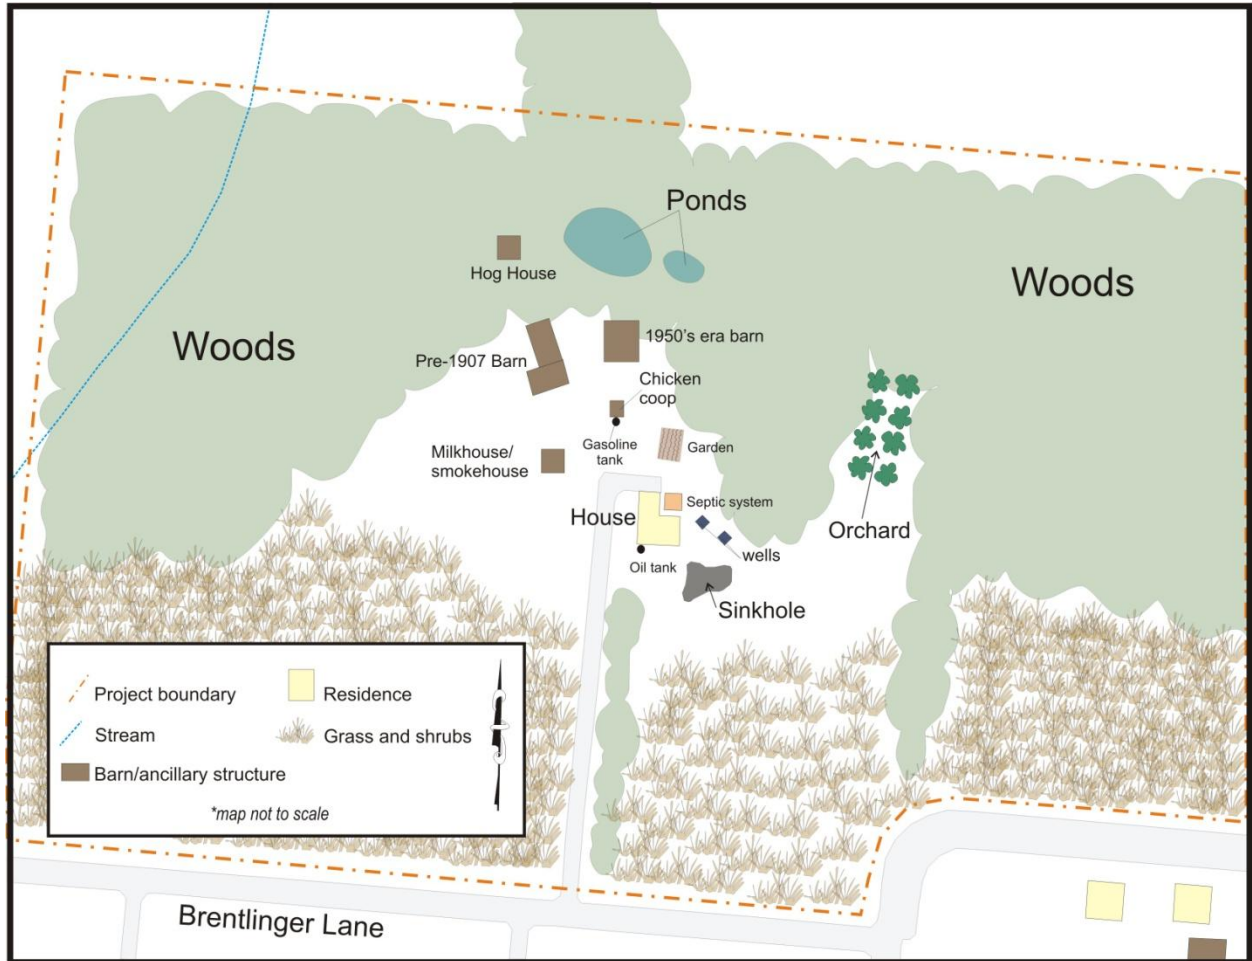 Ponds
Hog House
Woods
Woods
1950's era barn
Pre-1907 Barn
Chicken
coop
Gasoline
tank
Garden
Milkhouse/
smokehouse
Septic system
House
Orchard
wells
Oil tank
Sinkhole
Project boundary
Residence
Stream
Grass and shrubs
Barn/ancillary structure
*map not to scale
Brentlinger Lane